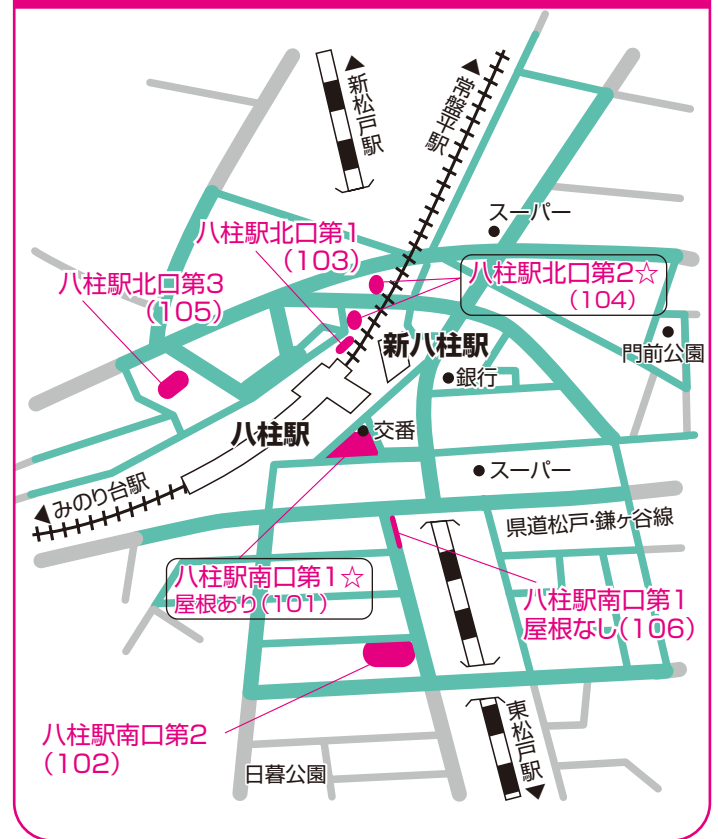 ▲新松戸駅
▲常盤平駅
スーパー
八柱駅北口第1
(103)
八柱駅北口第2☆
(104)
八柱駅北口第3
(105)
門前公園
新八柱駅
銀行
八柱駅
交番
スーパー
▲みのり台駅
県道松戸・鎌ヶ谷線
八柱駅南口第1☆
屋根あり(101)
八柱駅南口第1
屋根なし(106)
八柱駅南口第2
(102)
日暮公園
東松戸駅▼